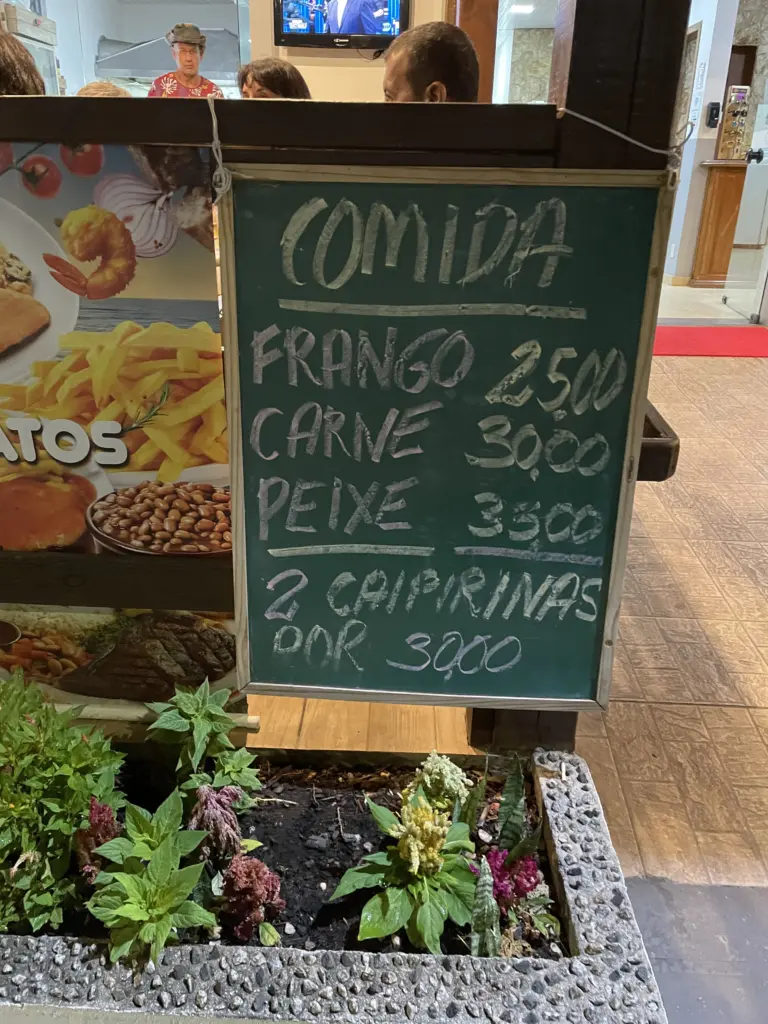 COMIDA
FRANGO 25,00
CARNE 30,00
PEIXE 35,00
2 CAIPIRINAS
POR 30,00
ATOS